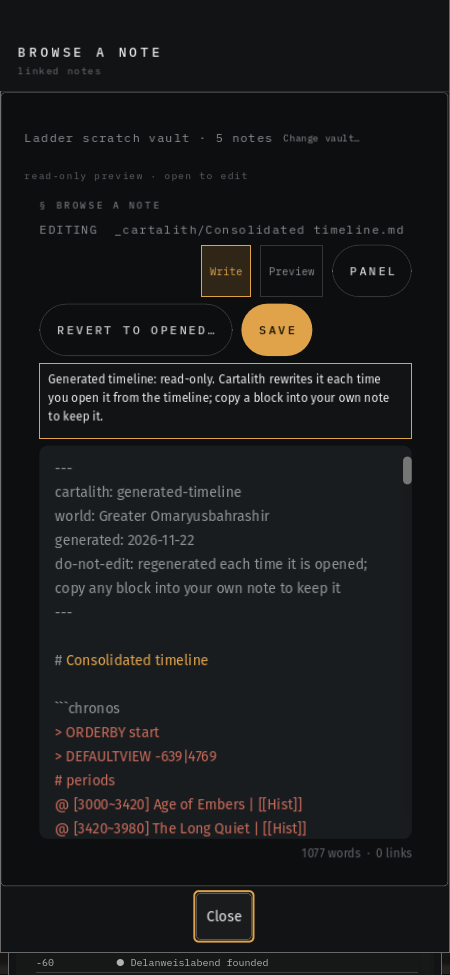 BROWSE A NOTE
linked notes
Ladder scratch vault · 5 notes Change vault…
read-only preview - open to edit
§ BROWSE A NOTE
EDITING _cartalith/Consolidated timeline.md
Write Preview PANEL
REVERT TO OPENED… SAVE
Generated timeline: read-only. Cartalith rewrites it each time
you open it from the timeline; copy a block into your own note
to keep it.
---
cartalith: generated-timeline
world: Greater Omaryusbahrashir
generated: 2026-11-22
do-not-edit: regenerated each time it is opened;
copy any block into your own note to keep it
---
# Consolidated timeline
```chronos
> ORDERBY start
> DEFAULTVIEW -639|4769
# periods
@ [3000~3420] Age of Embers | [[Hist]]
@ [3420~3980] The Long Quiet | [[Hist]]
1077 words · 0 links
Close
-60 ● Delanweislabend founded